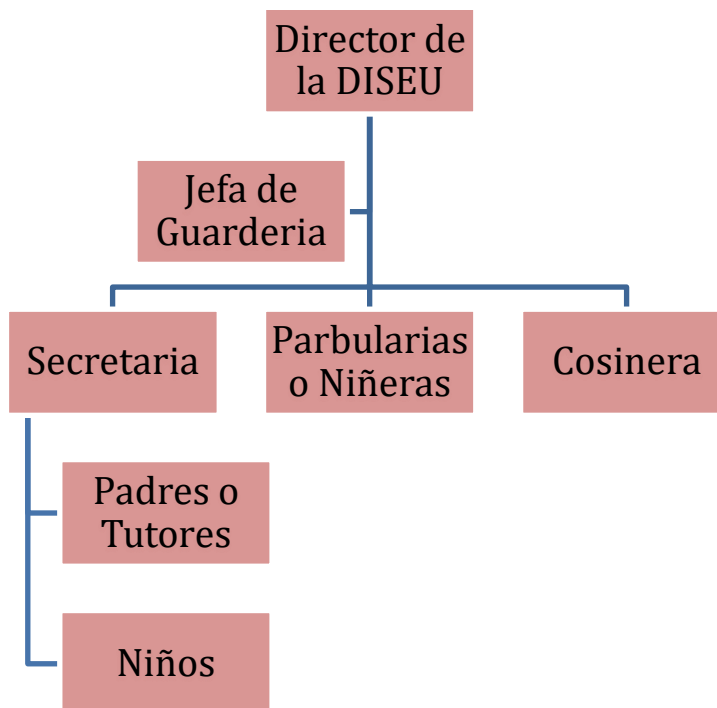 Director de
la DISEU
Jefa de
Guarderia
Secretaria
Parbularias
o Niñeras
Cosinera
Padres o
Tutores
Niños